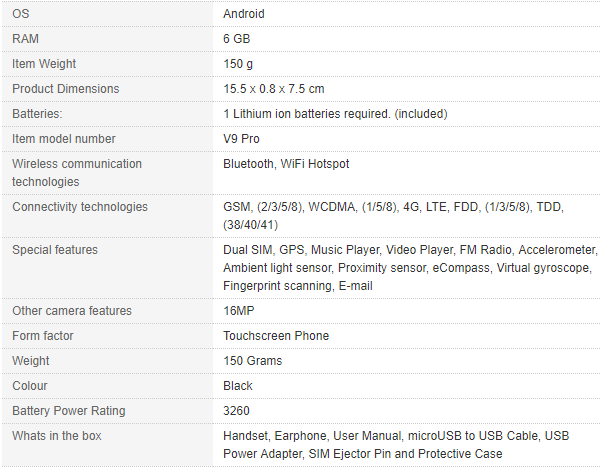 OS Android
RAM 6 GB
Item Weight 150 g
Product Dimensions 15.5 x 0.8 x 7.5 cm
Batteries: 1 Lithium ion batteries required. (included)
Item model number V9 Pro
Wireless communication Bluetooth, WiFi Hotspot
technologies
Connectivity technologies GSM, (2/3/5/8), WCDMA, (1/5/8), 4G, LTE, FDD, (1/3/5/8), TDD,
(38/40/41)
Special features Dual SIM, GPS, Music Player, Video Player, FM Radio, Accelerometer,
Ambient light sensor, Proximity sensor, eCompass, Virtual gyroscope,
Fingerprint scanning, E-mail
Other camera features 16MP
Form factor Touchscreen Phone
Weight 150 Grams
Colour Black
Battery Power Rating 3260
Whats in the box Handset, Earphone, User Manual, microUSB to USB Cable, USB
Power Adapter, SIM Ejector Pin and Protective Case